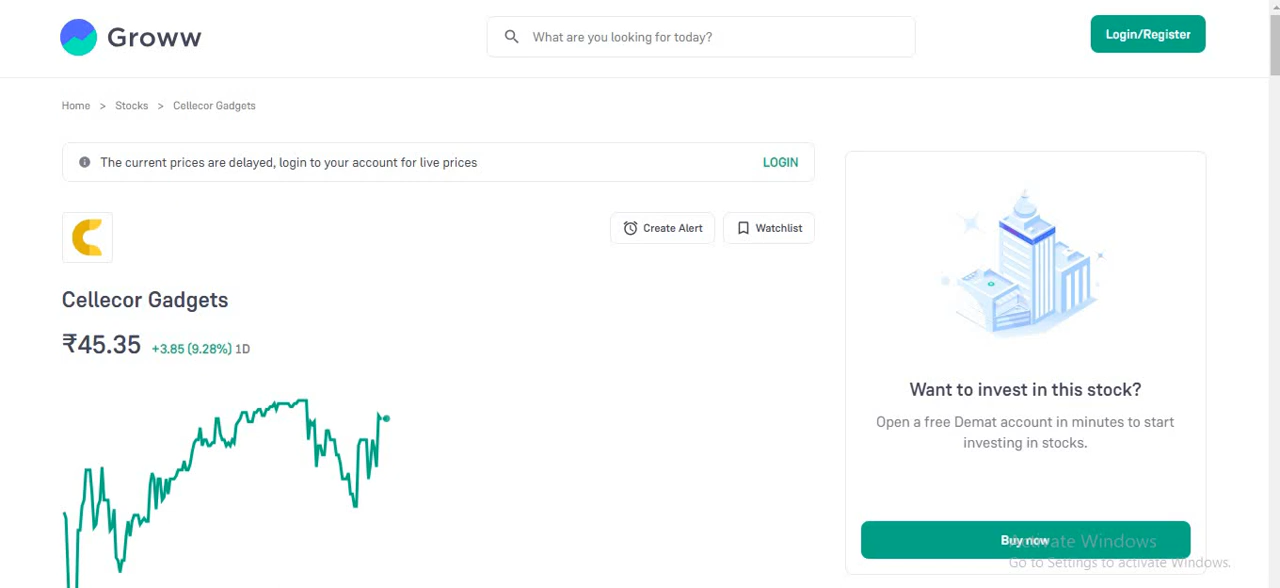 Groww
What are you looking for today?
Login/Register
Home > Stocks > Cellecor Gadgets
The current prices are delayed, login to your account for live prices
LOGIN
Create Alert
Watchlist
Cellecor Gadgets
₹45.35 +3.85 (9.28%) 1D
Want to invest in this stock?
Open a free Demat account in minutes to start
investing in stocks.
Buy now
Activate Windows
Go to Settings to activate Windows.